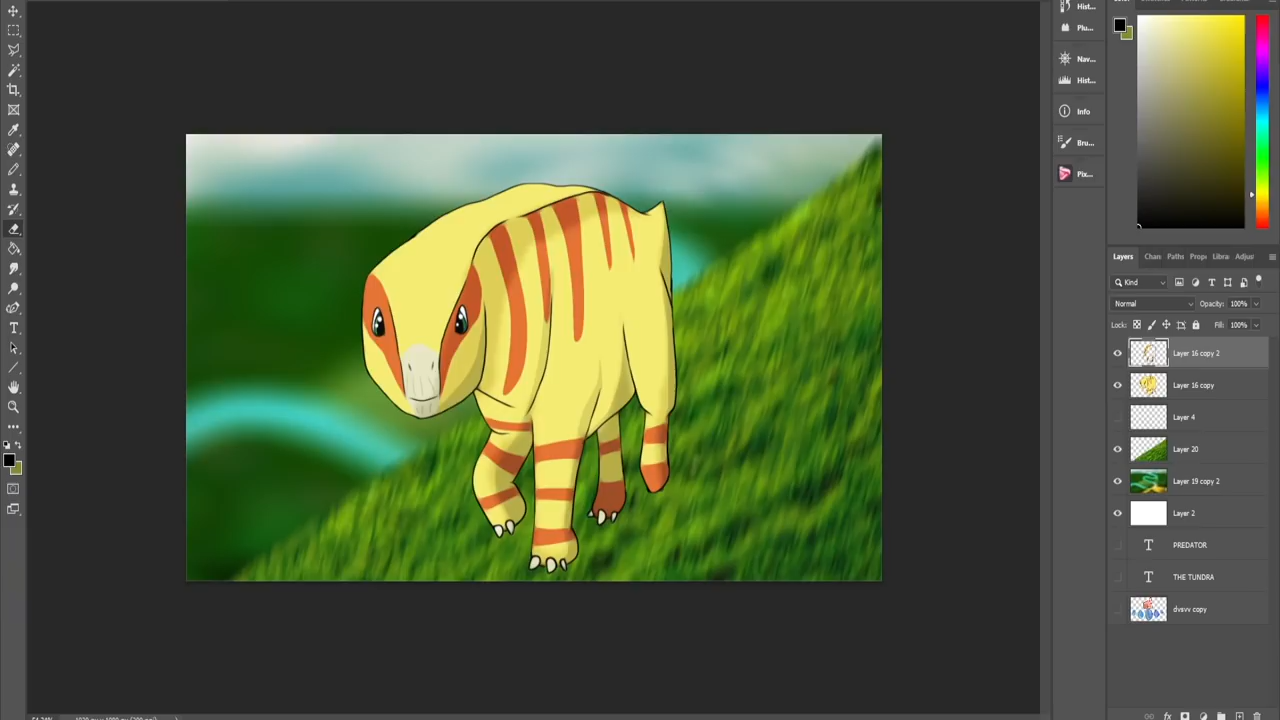 Hist...
Plu...
Nav...
Hist...
Info
Bru...
Pix...
Layers
Chan
Paths
Prop
Libra
Adjus
Kind
Normal
Opacity: 100%
Lock:
Fill: 100%
Layer 16 copy 2
Layer 16 copy
Layer 4
Layer 20
Layer 19 copy 2
Layer 2
T PREDATOR
T THE TUNDRA
dvsvv copy
fx